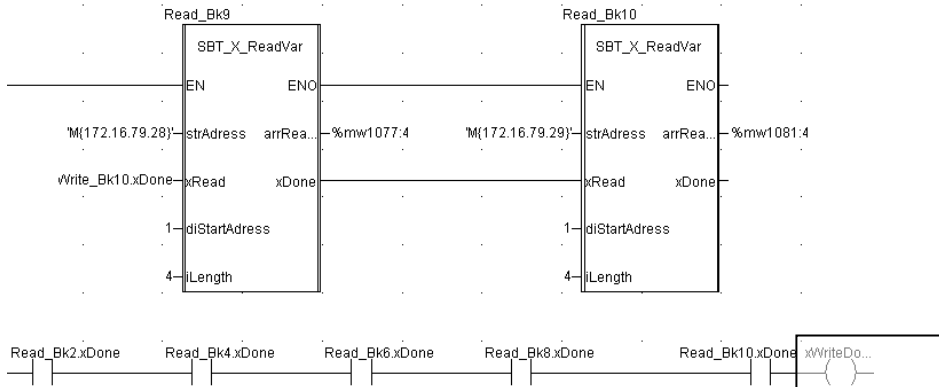 Read_Bk9 Read_Bk10
SBT_X_ReadVar SBT_X_ReadVar
EN ENO EN ENO
'M{172.16.79.28}' strAdress arrRea... %mw1077:4 'M{172.16.79.29}' strAdress arrRea... %mw1081:4
Write_Bk10.xDone xRead xDone xRead xDone
1 diStartAdress 1 diStartAdress
4 iLength 4 iLength
Read_Bk2.xDone Read_Bk4.xDone Read_Bk6.xDone Read_Bk8.xDone Read_Bk10.xDone xWriteDo...